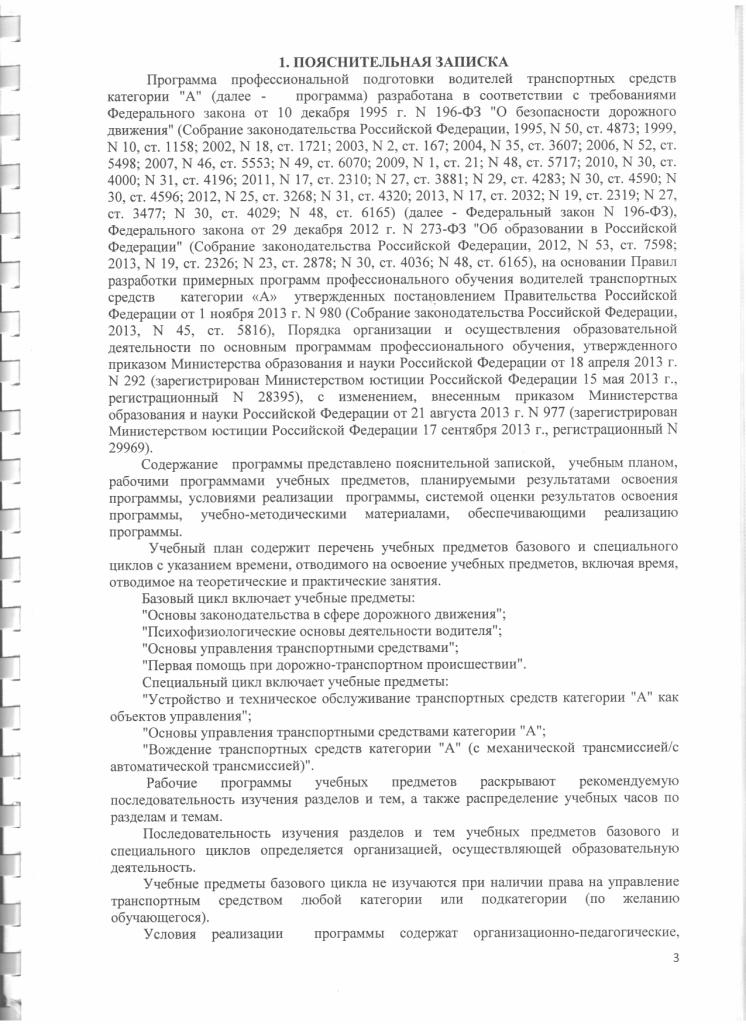 1. ПОЯСНИТЕЛЬНАЯ ЗАПИСКА
Программа профессиональной подготовки водителей транспортных средств
категории "А" (далее - программа) разработана в соответствии с требованиями
Федерального закона от 10 декабря 1995 г. N 196-ФЗ "О безопасности дорожного
движения" (Собрание законодательства Российской Федерации, 1995, N 50, ст. 4873; 1999,
N 10, ст. 1158; 2002, N 18, ст. 1721; 2003, N 2, ст. 167; 2004, N 35, ст. 3607; 2006, N 52, ст.
5498; 2007, N 46, ст. 5553; N 49, ст. 6070; 2009, N 1, ст. 21; N 48, ст. 5717; 2010, N 30, ст.
4000; N 31, ст. 4196; 2011, N 17, ст. 2310; N 27, ст. 3881; N 29, ст. 4283; N 30, ст. 4590; N
30, ст. 4596; 2012, N 25, ст. 3268; N 31, ст. 4320; 2013, N 17, ст. 2032; N 19, ст. 2319; N 27,
ст. 3477; N 30, ст. 4029; N 48, ст. 6165) (далее - Федеральный закон N 196-ФЗ),
Федерального закона от 29 декабря 2012 г. N 273-ФЗ "Об образовании в Российской
Федерации" (Собрание законодательства Российской Федерации, 2012, N 53, ст. 7598;
2013, N 19, ст. 2326; N 23, ст. 2878; N 30, ст. 4036; N 48, ст. 6165), на основании Правил
разработки примерных программ профессионального обучения водителей транспортных
средств категории «А» утвержденных постановлением Правительства Российской
Федерации от 1 ноября 2013 г. N 980 (Собрание законодательства Российской Федерации,
2013, N 45, ст. 5816), Порядка организации и осуществления образовательной
деятельности по основным программам профессионального обучения, утвержденного
приказом Министерства образования и науки Российской Федерации от 18 апреля 2013 г.
N 292 (зарегистрирован Министерством юстиции Российской Федерации 15 мая 2013 г.,
регистрационный N 28395), с изменением, внесенным приказом Министерства
образования и науки Российской Федерации от 21 августа 2013 г. N 977 (зарегистрирован
Министерством юстиции Российской Федерации 17 сентября 2013 г., регистрационный N
29969).
Содержание программы представлено пояснительной запиской, учебным планом,
рабочими программами учебных предметов, планируемыми результатами освоения
программы, условиями реализации программы, системой оценки результатов освоения
программы, учебно-методическими материалами, обеспечивающими реализацию
программы.
Учебный план содержит перечень учебных предметов базового и специального
циклов с указанием времени, отводимого на освоение учебных предметов, включая время,
отводимое на теоретические и практические занятия.
Базовый цикл включает учебные предметы:
"Основы законодательства в сфере дорожного движения";
"Психофизиологические основы деятельности водителя";
"Основы управления транспортными средствами";
"Первая помощь при дорожно-транспортном происшествии".
Специальный цикл включает учебные предметы:
"Устройство и техническое обслуживание транспортных средств категории "А" как
объектов управления";
"Основы управления транспортными средствами категории "А";
"Вождение транспортных средств категории "А" (с механической трансмиссией/с
автоматической трансмиссией)".
Рабочие программы учебных предметов раскрывают рекомендуемую
последовательность изучения разделов и тем, а также распределение учебных часов по
разделам и темам.
Последовательность изучения разделов и тем учебных предметов базового и
специального циклов определяется организацией, осуществляющей образовательную
деятельность.
Учебные предметы базового цикла не изучаются при наличии права на управление
транспортным средством любой категории или подкатегории (по желанию
обучающегося).
Условия реализации программы содержат организационно-педагогические,
3